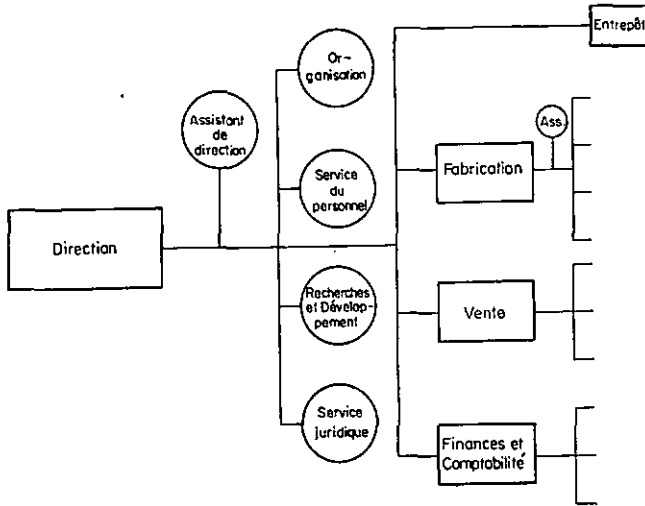 Direction
Assistant
de
direction
Or-
ganisation
Service
du
personnel
Recherches
et Dévelop-
pement
Service
juridique
Entrepôt
Fabrication
Ass.
Vente
Finances et
Comptabilité